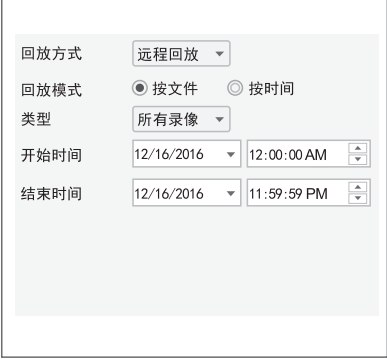 回放方式 远程回放
回放模式 按文件 按时间
类型 所有录像
开始时间 12/16/2016 12:00:00 AM
结束时间 12/16/2016 11:59:59 PM